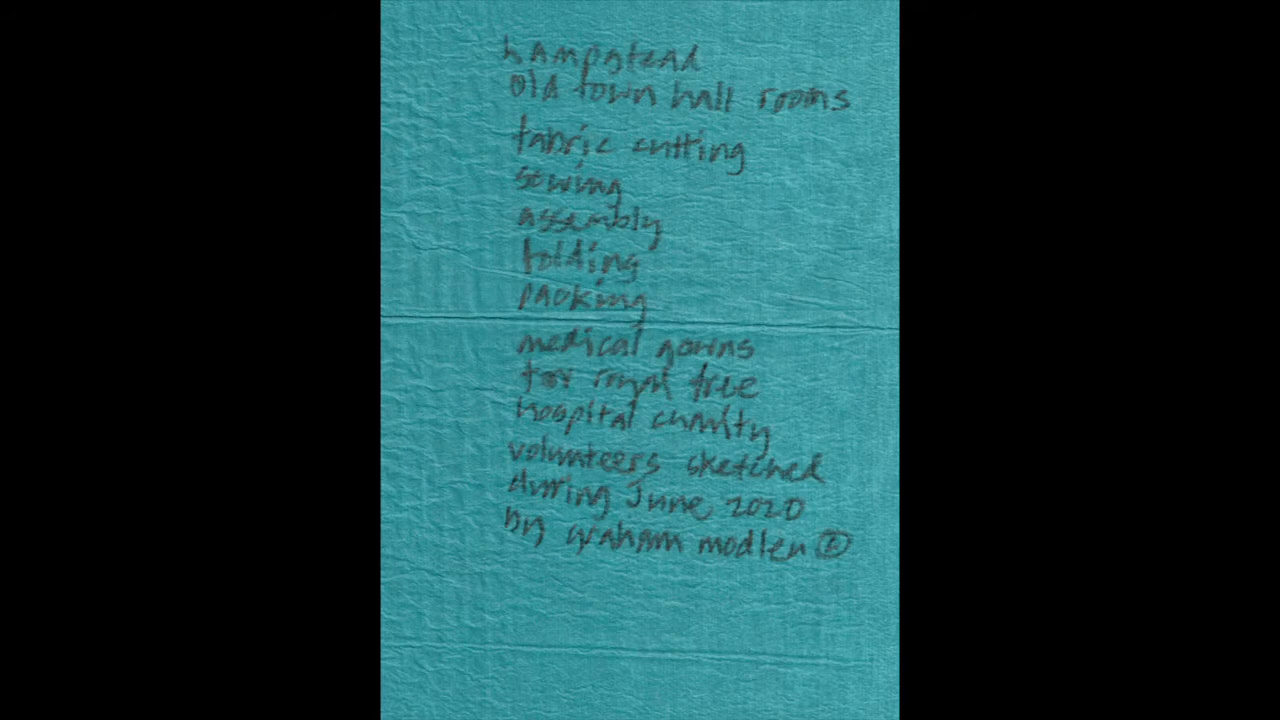 hampstead
old town hall rooms
fabric cutting
sewing
assembly
folding
packing
medical gowns
for royal free
hospital charity
volunteers sketched
during June 2020
by graham modlen ©